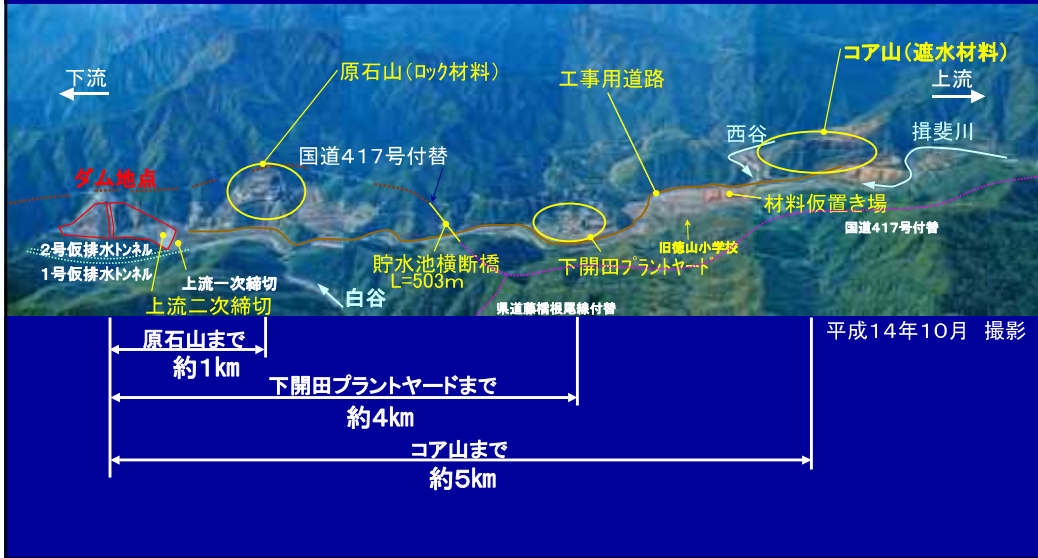 下流
原石山(ロック材料)
工事用道路
コア山(遮水材料)
上流
国道417号付替
西谷
揖斐川
ダム地点
材料仮置き場
国道417号付替
2号仮排水トンネル
旧徳山小学校
1号仮排水トンネル
貯水池横断橋
L=503m
下開田プラントヤード
上流一次締切
上流二次締切
白谷
県道藤橋根尾線付替
平成14年10月 撮影
原石山まで
約1km
下開田プラントヤードまで
約4km
コア山まで
約5km